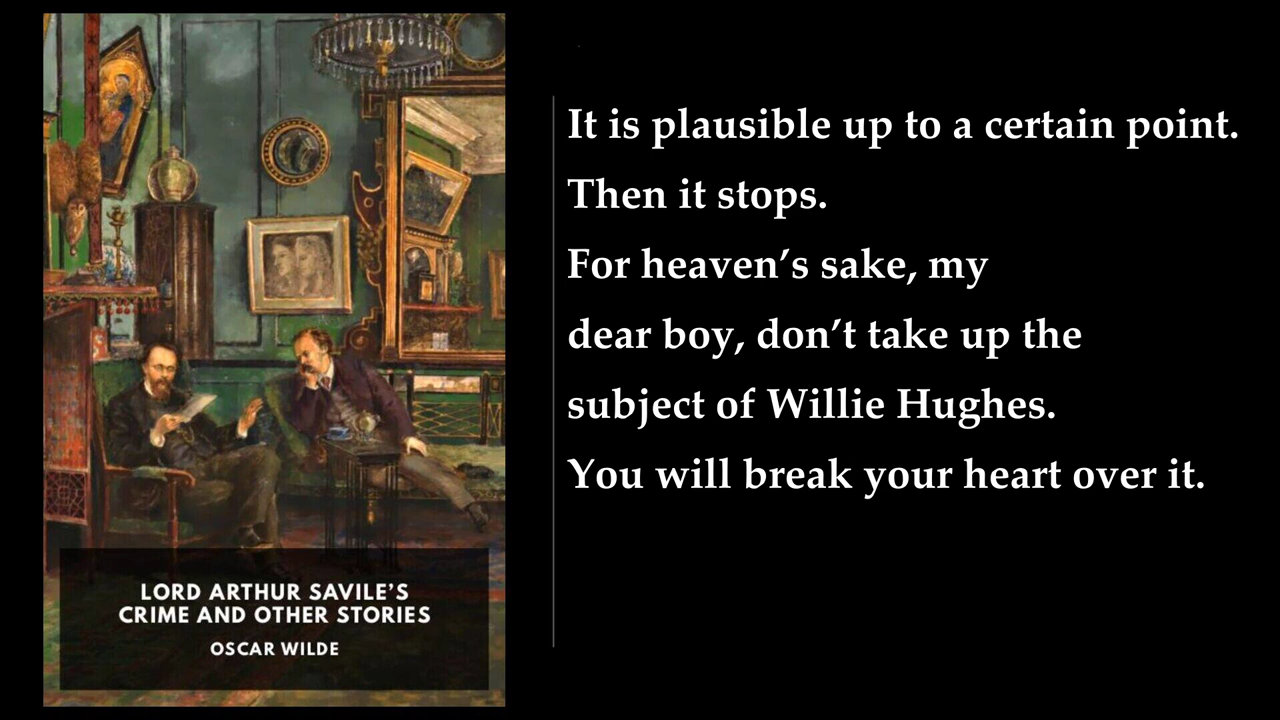 LORD ARTHUR SAVILE’S
CRIME AND OTHER STORIES
OSCAR WILDE
It is plausible up to a certain point.
Then it stops.
For heaven’s sake, my
dear boy, don’t take up the
subject of Willie Hughes.
You will break your heart over it.